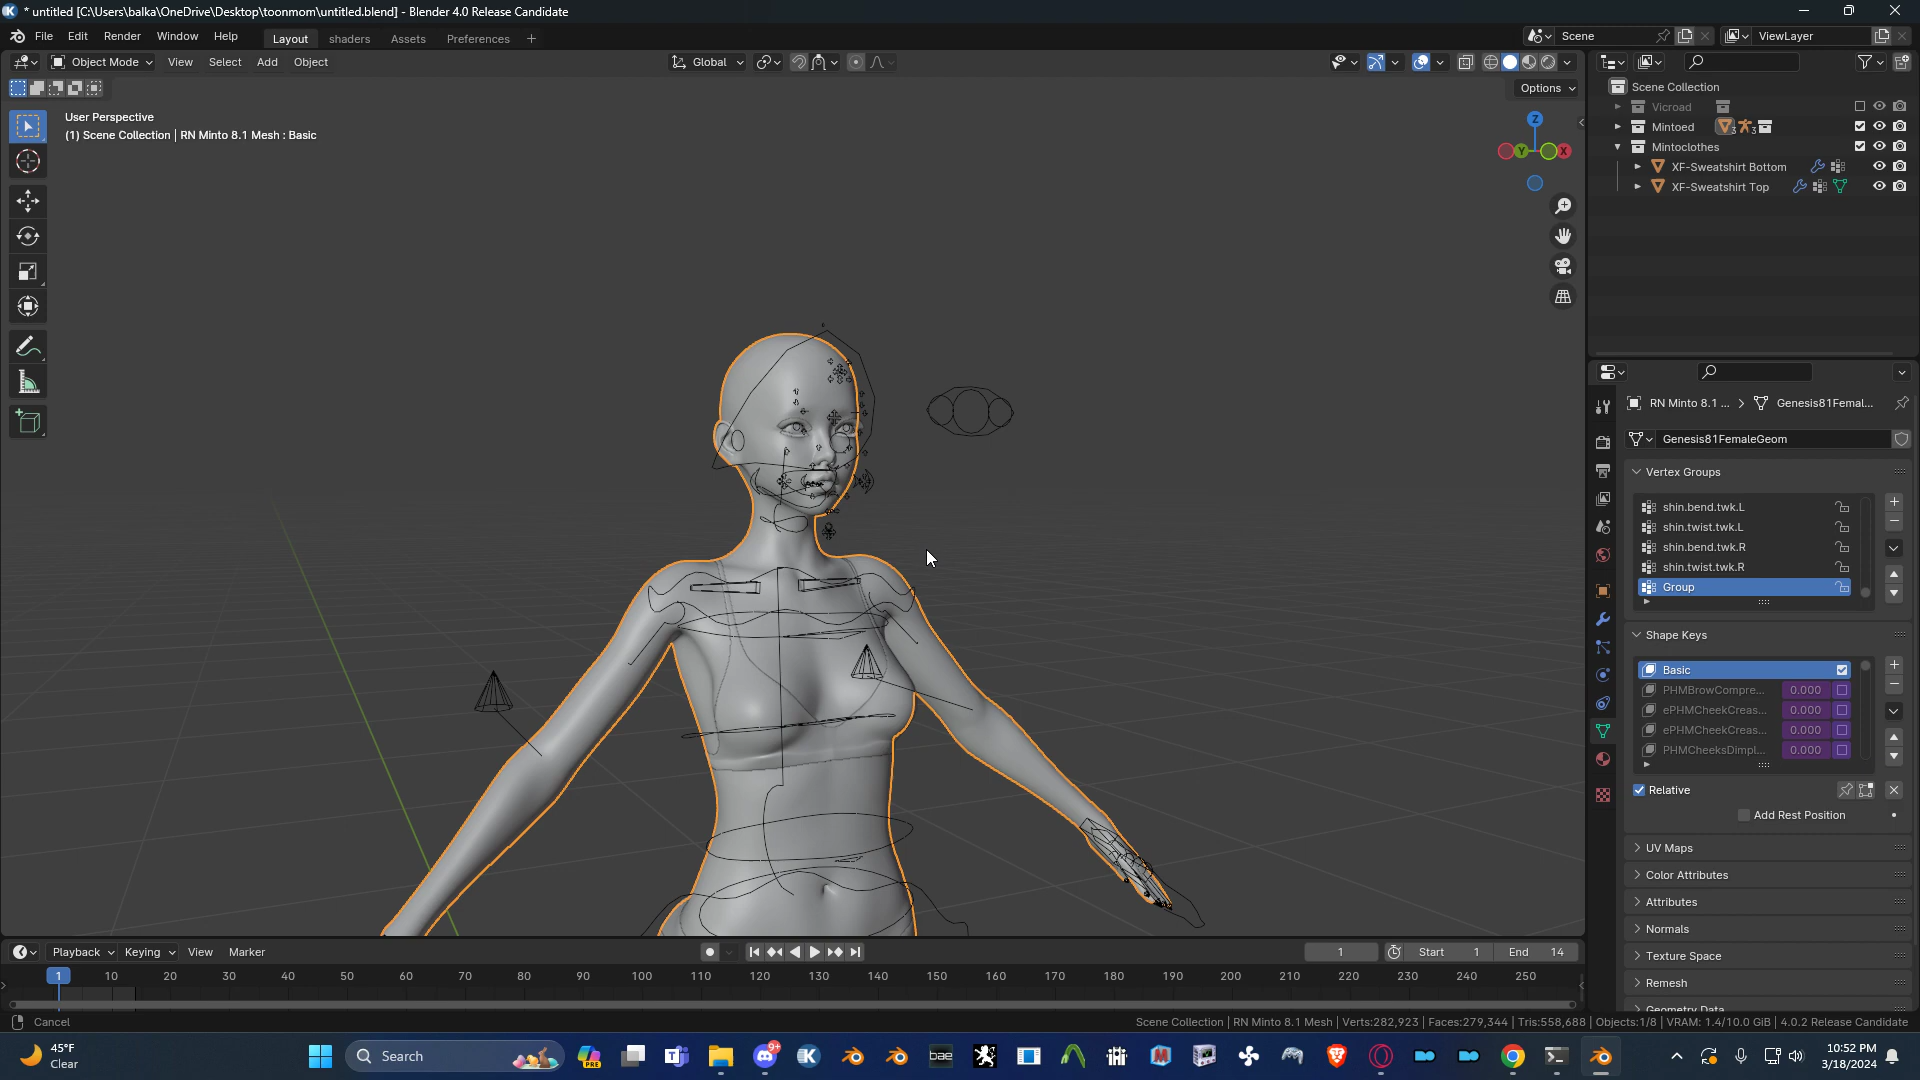 * untitled [C:\Users\balka\OneDrive\Desktop\toonmom\untitled.blend] - Blender 4.0 Release Candidate
File Edit Render Window Help Layout shaders Assets Preferences + Scene ViewLayer
Object Mode View Select Add Object Global
Options
User Perspective
(1) Scene Collection | RN Minto 8.1 Mesh : Basic
Z
Y
X
Scene Collection
Vicroad
Mintoed 3 3
Mintoclothes
XF-Sweatshirt Bottom
XF-Sweatshirt Top
RN Minto 8.1 ... > Genesis81Femal...
Genesis81FemaleGeom
Vertex Groups
shin.bend.twk.L
shin.twist.twk.L
shin.bend.twk.R
shin.twist.twk.R
Group
Shape Keys
Basic
PHMBrowCompre... 0.000
ePHMCheekCreas... 0.000
ePHMCheekCreas... 0.000
PHMCheeksDimpl... 0.000
Relative
Add Rest Position
UV Maps
Color Attributes
Attributes
Normals
Texture Space
Remesh
Geometry Data
Playback Keying View Marker 1 Start 1 End 14
1 10 20 30 40 50 60 70 80 90 100 110 120 130 140 150 160 170 180 190 200 210 220 230 240 250
Cancel
Scene Collection | RN Minto 8.1 Mesh | Verts:282,923 | Faces:279,344 | Tris:558,688 | Objects:1/8 | VRAM: 1.4/10.0 GiB | 4.0.2 Release Candidate
45°F
Clear
Search
PRE
9+
bae
10:52 PM
3/18/2024